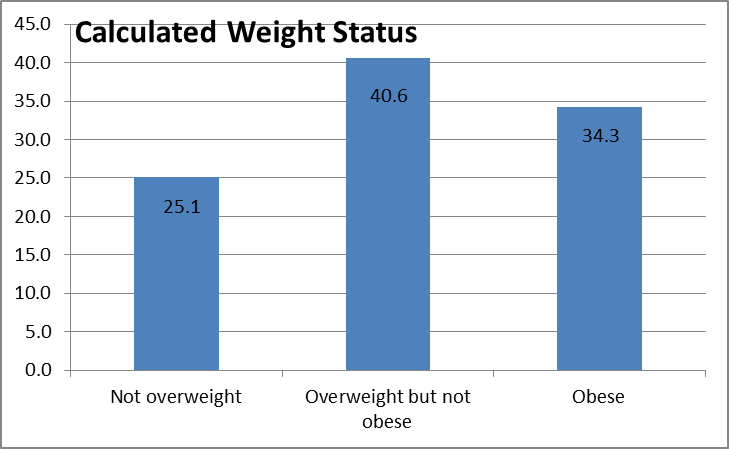 Calculated Weight Status
45.0
40.0
35.0
30.0
25.0
20.0
15.0
10.0
5.0
0.0
25.1
40.6
34.3
Not overweight
Overweight but not
obese
Obese